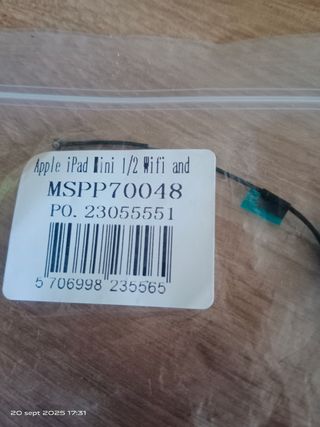 Apple iPad Mini 1/2 Wifi and
MSPP70048
PO. 23055551
5 706998 235565
20 sept 2025 17:31